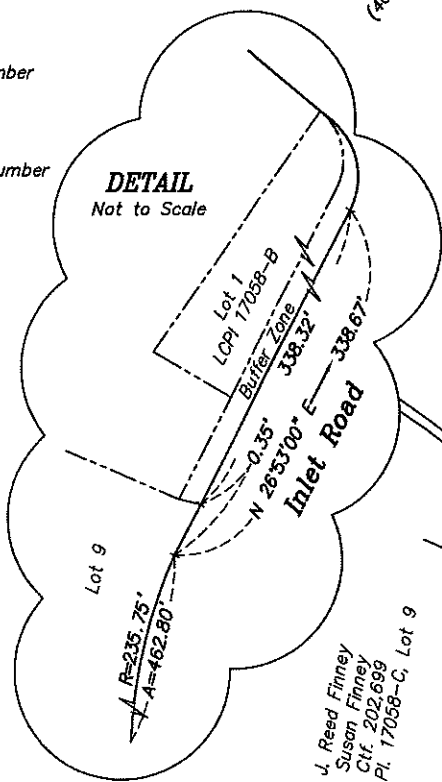 mber
umber
(40
DETAIL
Not to Scale
Lot 1
LCPl 17058-B
Buffer Zone
338.32'
N 26°53'00" E 338.67'
0.35'
Inlet Road
Lot 9
R=235.75'
A=462.80'
J. Reed Finney
Susan Finney
Ctf. 202,699
Pl. 17058-C, Lot 9